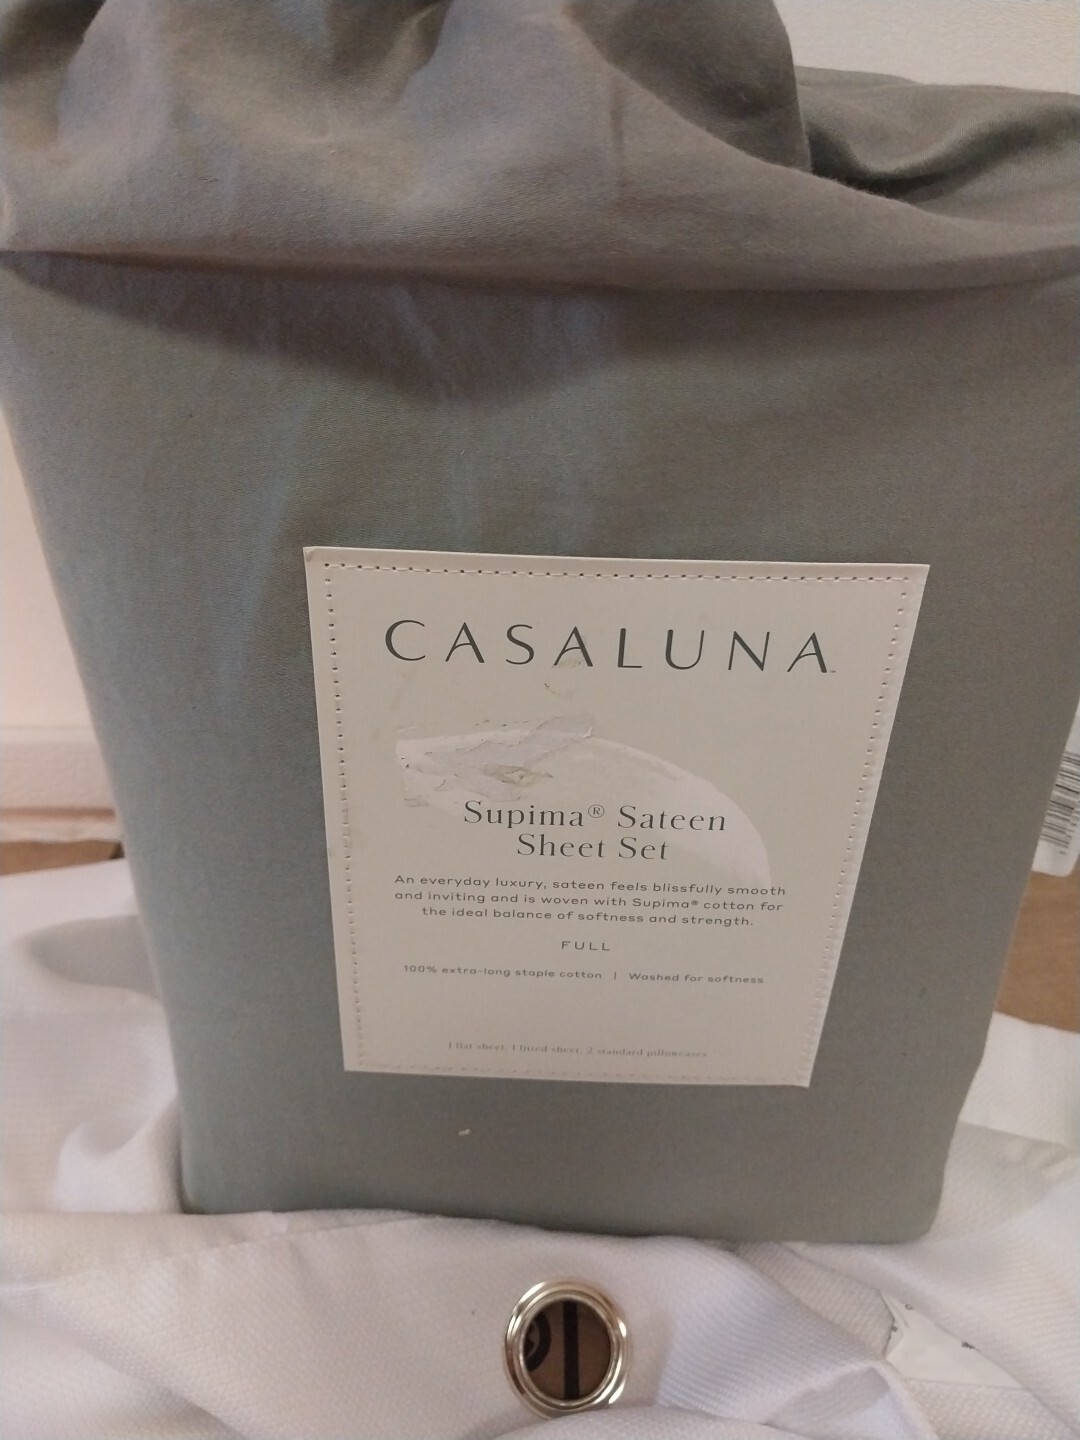 CASALUNA™
Supima® Sateen
Sheet Set
An everyday luxury, sateen feels blissfully smooth
and inviting and is woven with Supima® cotton for
the ideal balance of softness and strength.
FULL
100% extra-long staple cotton | Washed for softness
1 flat sheet, 1 fitted sheet, 2 standard pillowcases